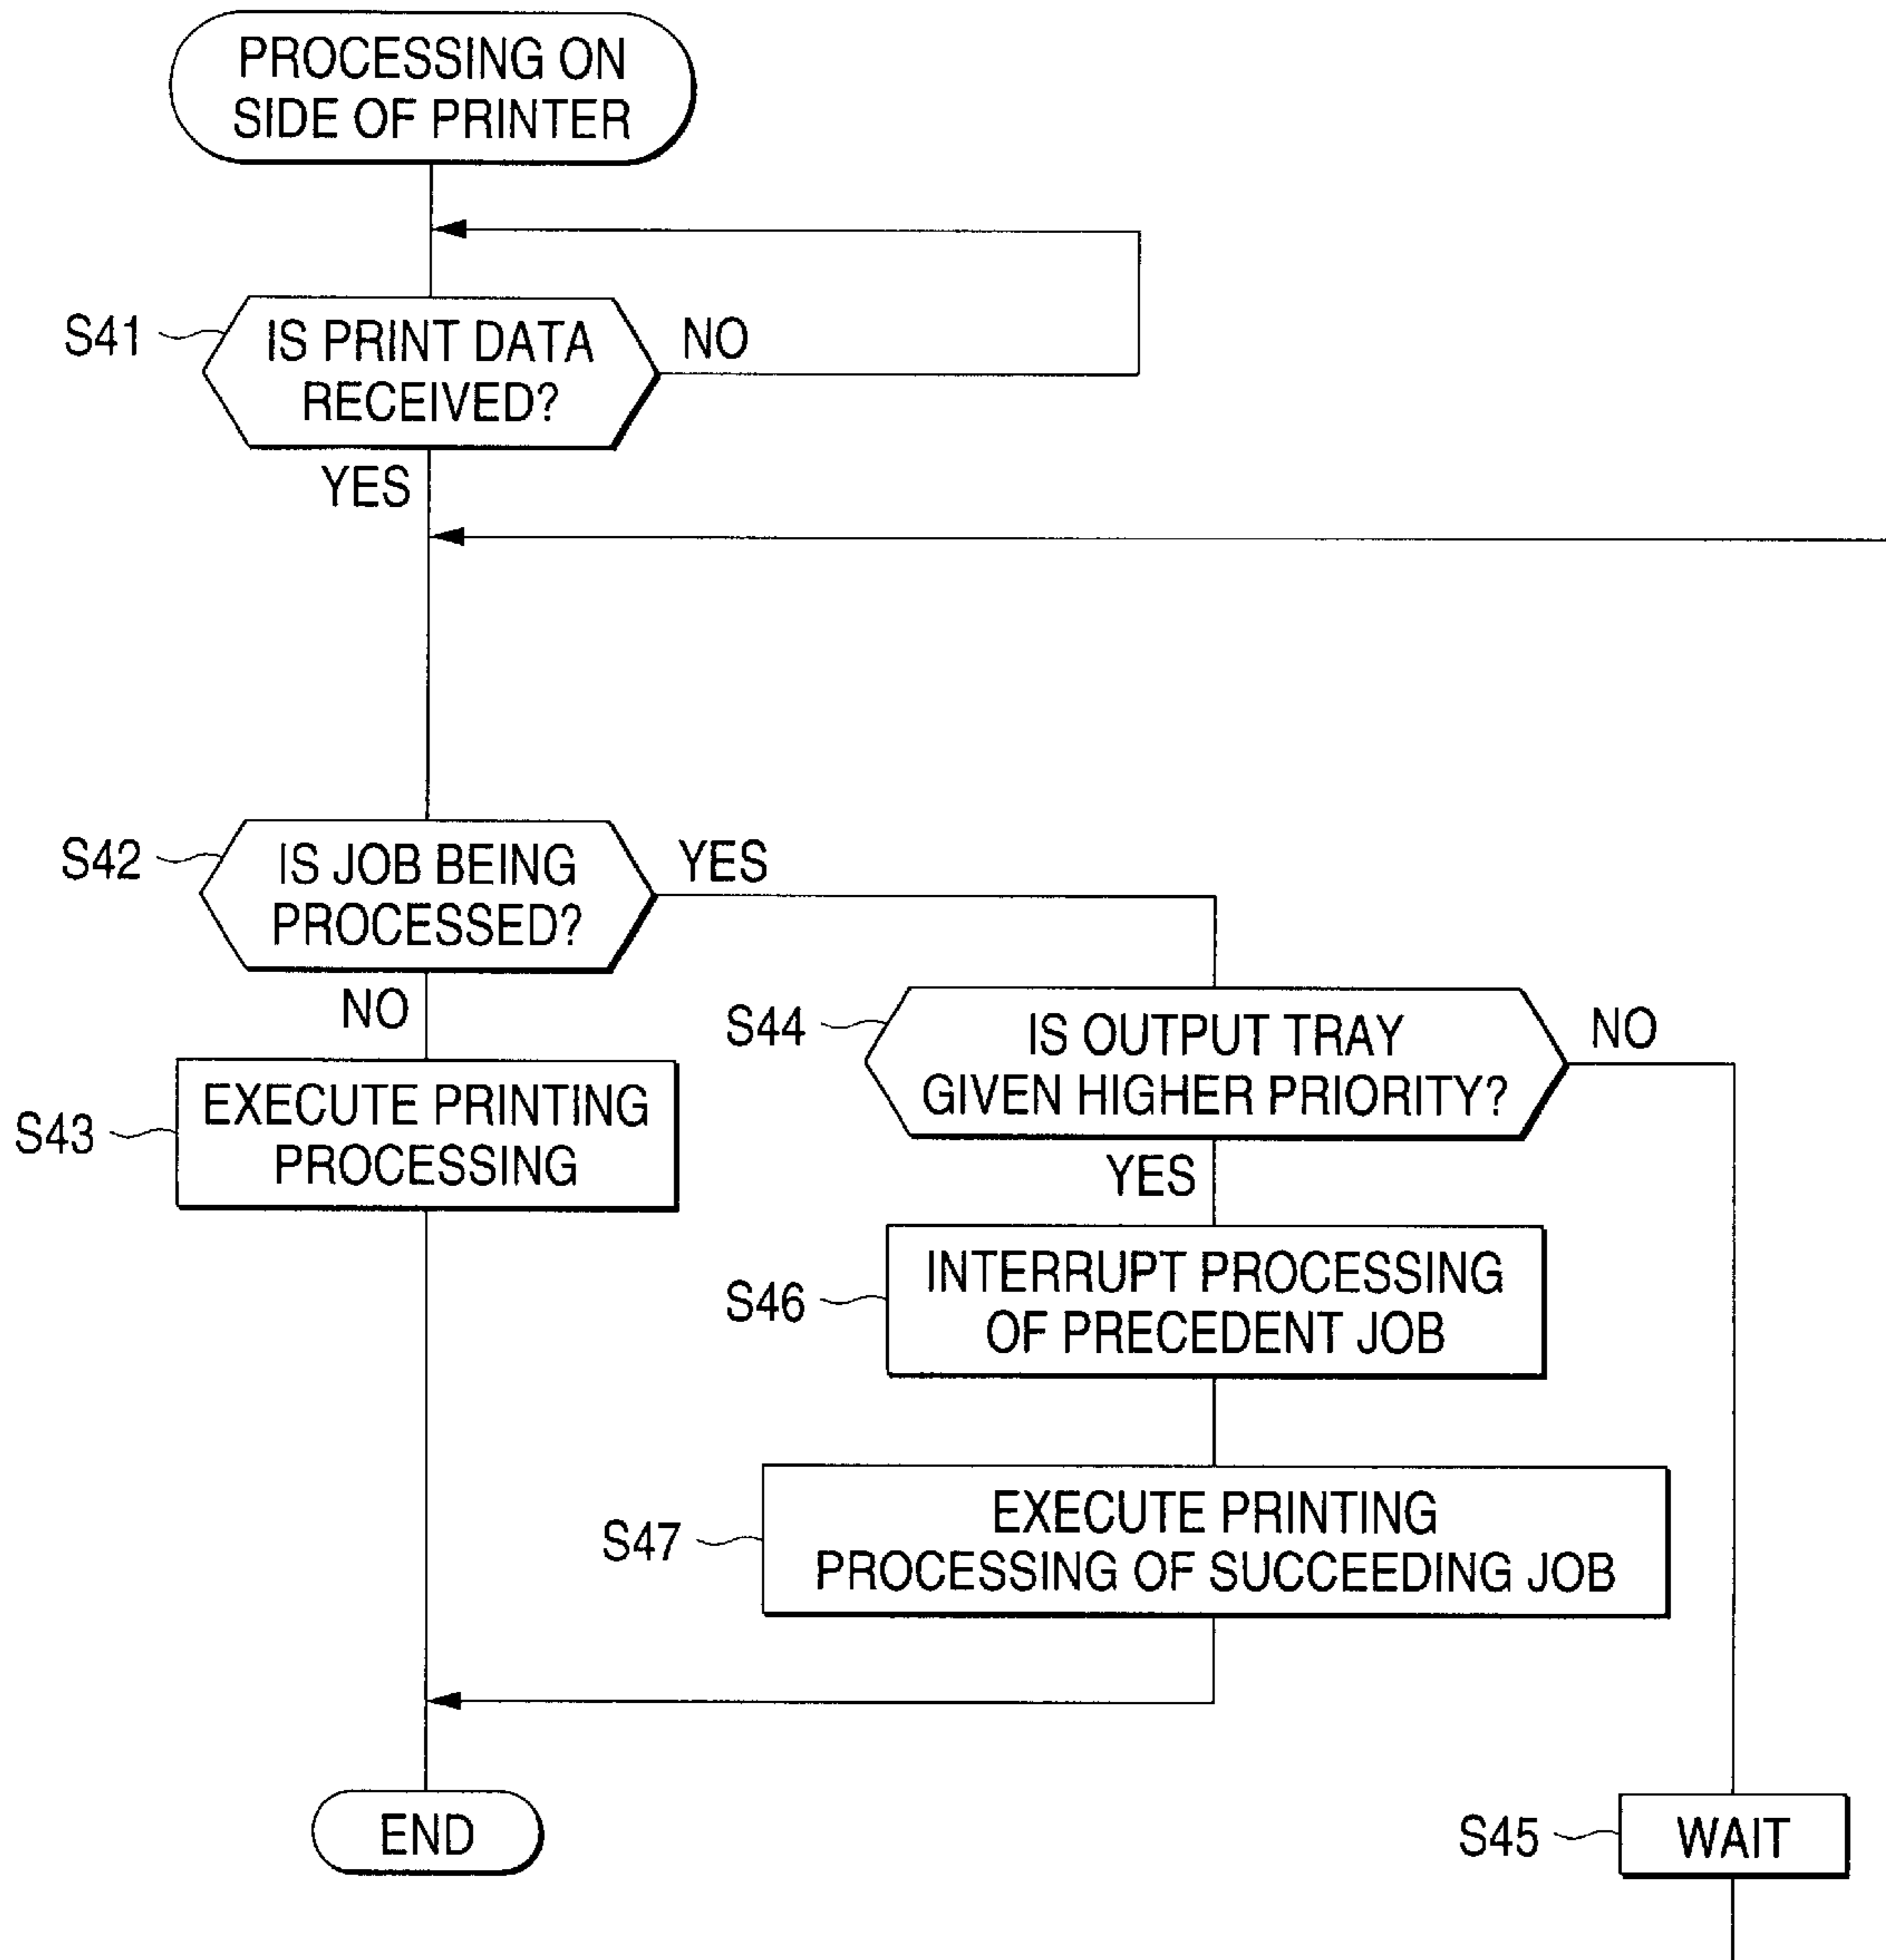 PROCESSING ON
SIDE OF PRINTER
S41
IS PRINT DATA
RECEIVED?
NO
YES
S42
IS JOB BEING
PROCESSED?
YES
NO
S44
IS OUTPUT TRAY
GIVEN HIGHER PRIORITY?
NO
YES
S43
EXECUTE PRINTING
PROCESSING
S46
INTERRUPT PROCESSING
OF PRECEDENT JOB
S47
EXECUTE PRINTING
PROCESSING OF SUCCEEDING JOB
END
S45
WAIT